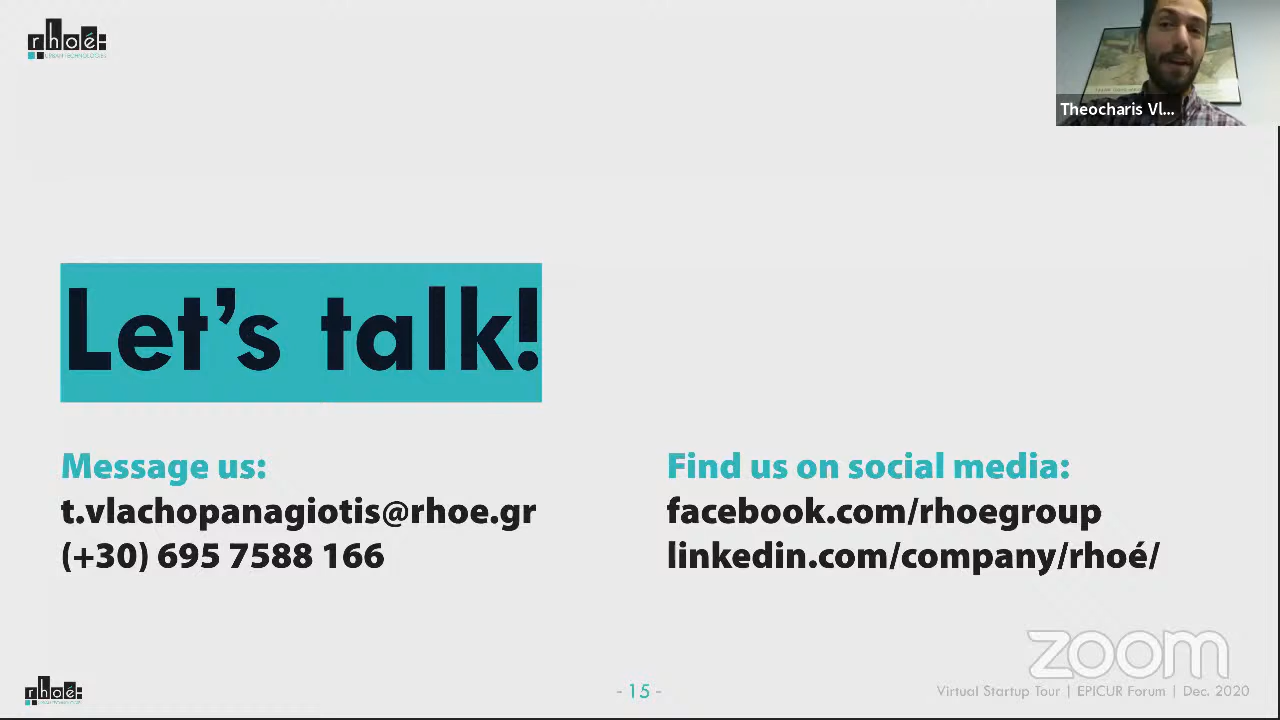 rhoé:
Theocharis Vl...
Let's talk!
Message us:
t.vlachopanagiotis@rhoe.gr
(+30) 695 7588 166
Find us on social media:
facebook.com/rhoegroup
linkedin.com/company/rhoé/
zoom
rhoé:
- 15 -
Virtual Startup Tour | EPICUR Forum | Dec. 2020